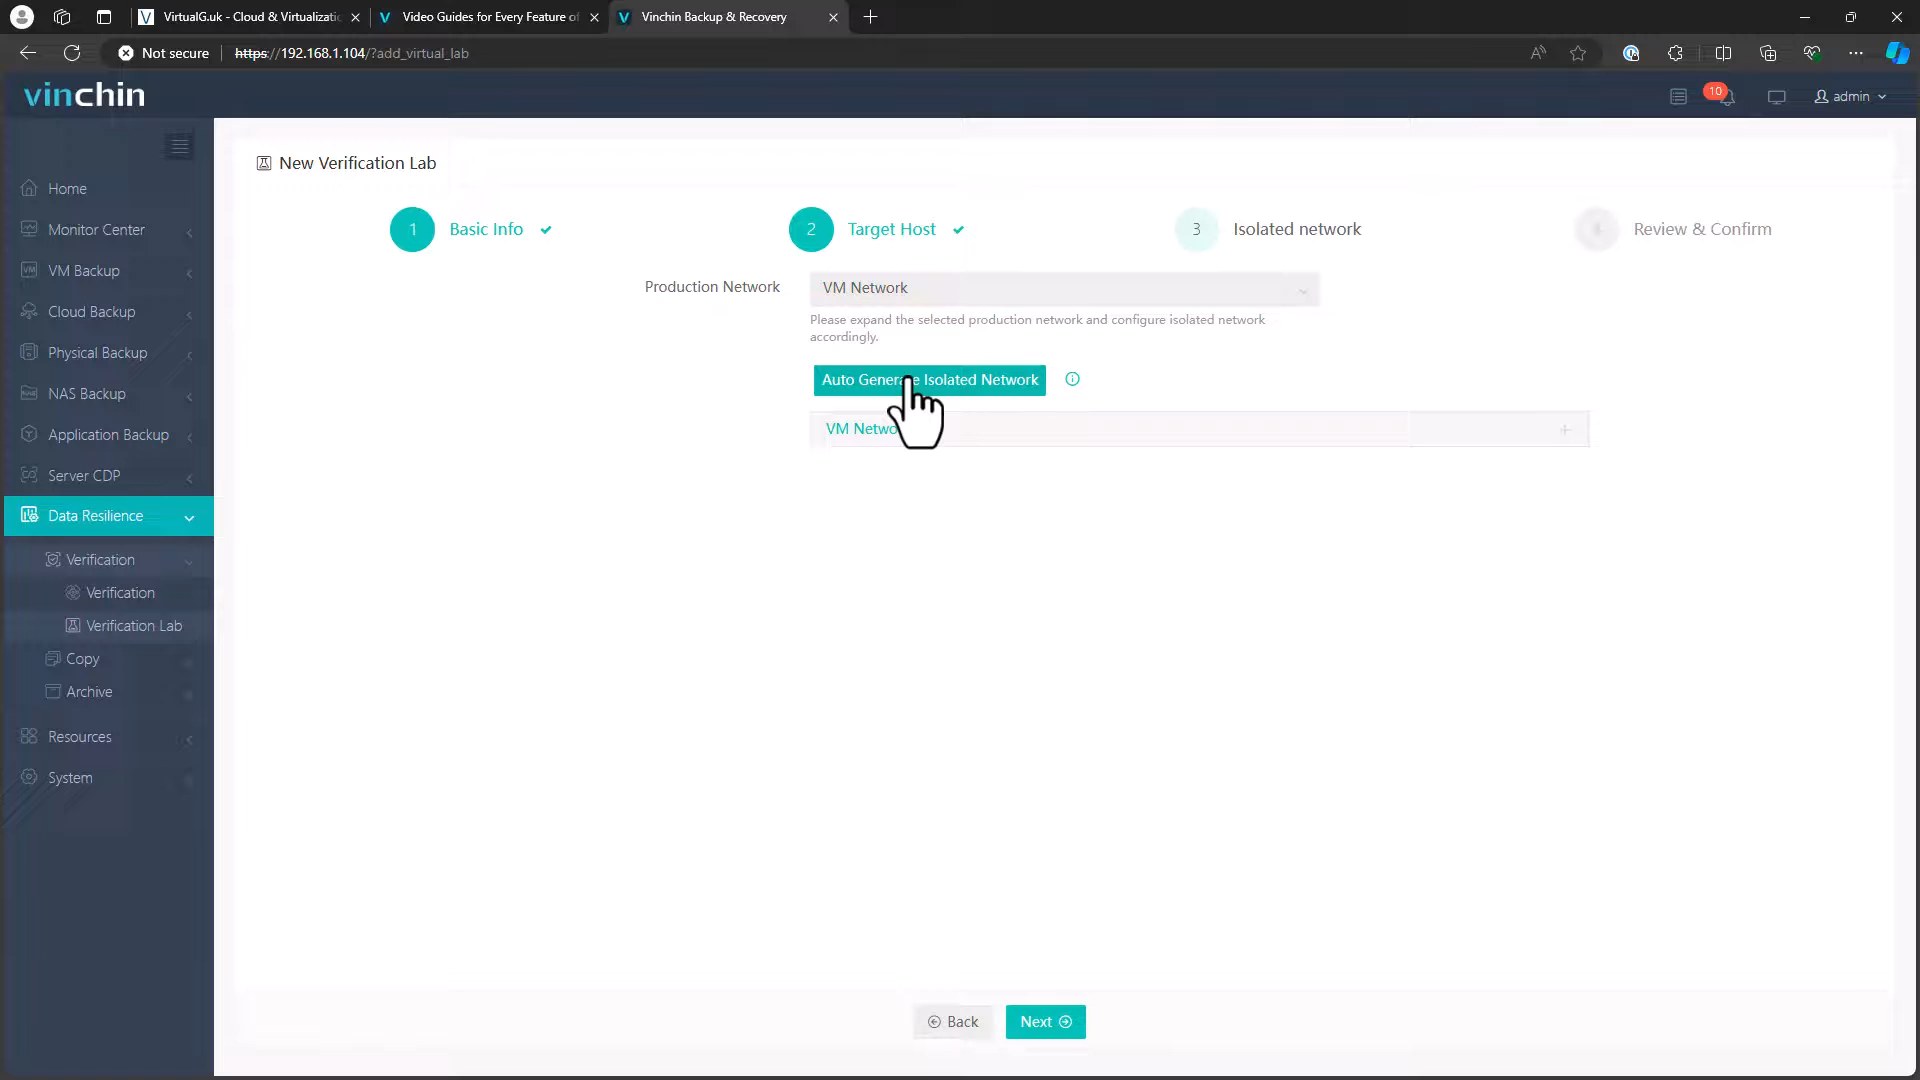 VirtualG.uk - Cloud & Virtualizatio
Video Guides for Every Feature of
Vinchin Backup & Recovery
Not secure
https://192.168.1.104/?add_virtual_lab
vinchin
10
admin
New Verification Lab
Home
Monitor Center
VM Backup
Cloud Backup
Physical Backup
NAS Backup
Application Backup
Server CDP
Data Resilience
Verification
Verification
Verification Lab
Copy
Archive
Resources
System
1 Basic Info
2 Target Host
3 Isolated network
4 Review & Confirm
Production Network
VM Network
Please expand the selected production network and configure isolated network
accordingly.
Auto Generate Isolated Network
VM Netwo
Back
Next